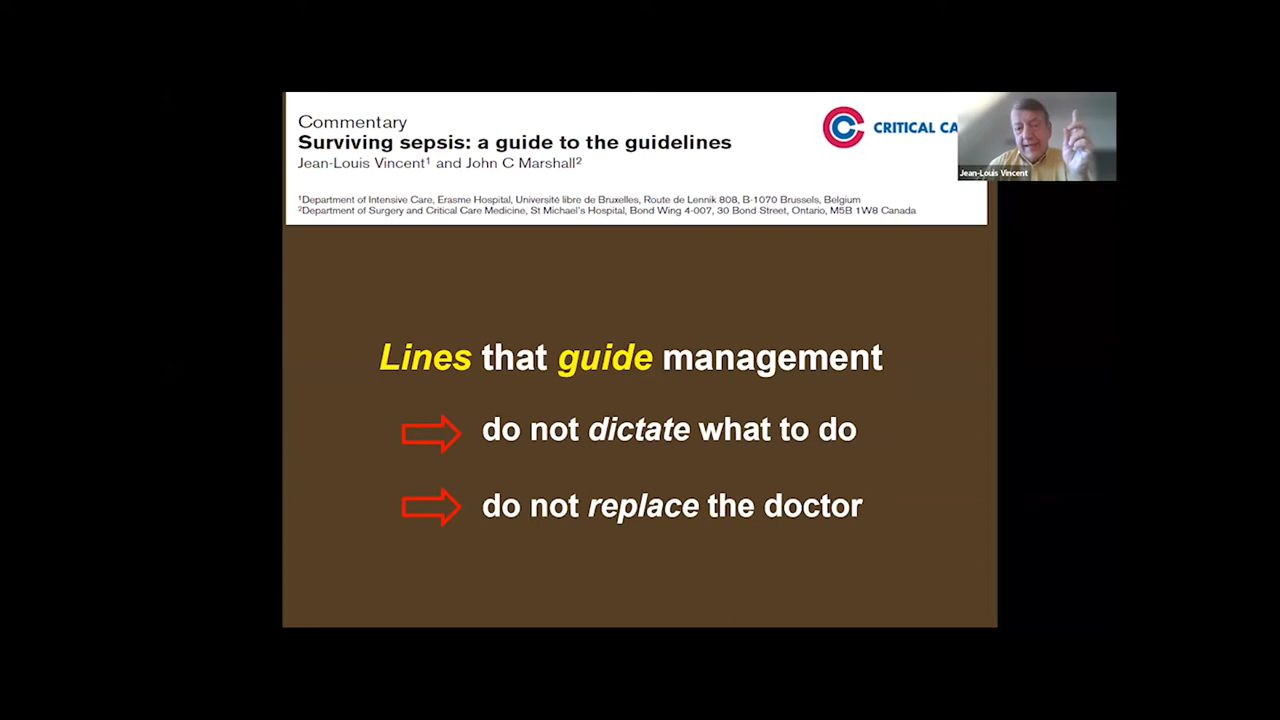 Commentary
Surviving sepsis: a guide to the guidelines
Jean-Louis Vincent¹ and John C Marshall²
¹Department of Intensive Care, Erasme Hospital, Université libre de Bruxelles, Route de Lennik 808, B-1070 Brussels, Belgium
²Department of Surgery and Critical Care Medicine, St Michael's Hospital, Bond Wing 4-007, 30 Bond Street, Ontario, M5B 1W8 Canada
CRITICAL CA
Jean-Louis Vincent
Lines that guide management
do not dictate what to do
do not replace the doctor